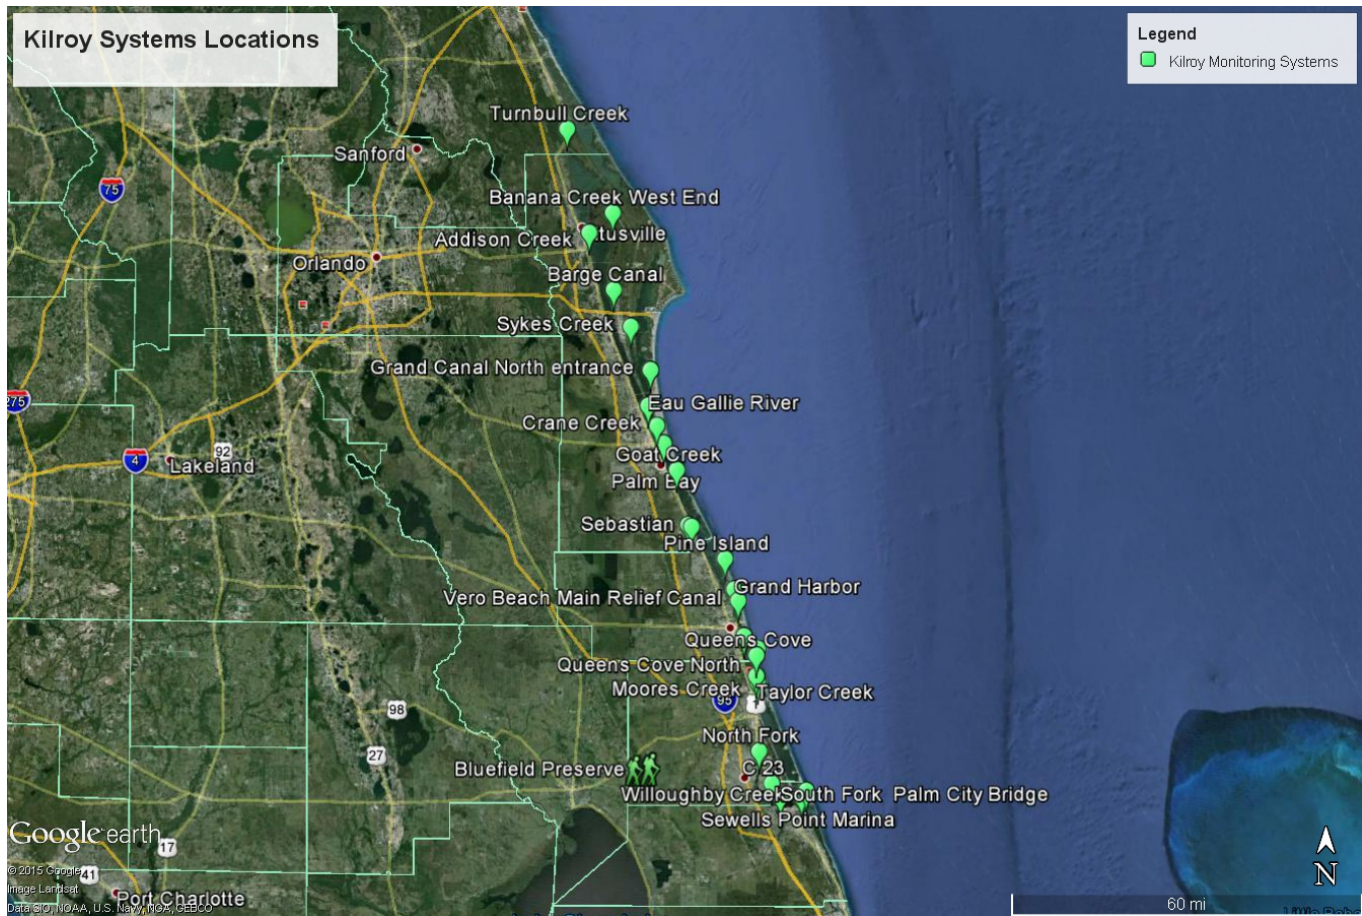 Kilroy Systems Locations
Legend
Kilroy Monitoring Systems
Turnbull Creek
Sanford
75
Banana Creek West End
Addison Creek
tusville
Orlando
Barge Canal
Sykes Creek
Grand Canal North entrance
275
Eau Gallie River
Crane Creek
92
4
Lakeland
Goat Creek
Palm Bay
Sebastian
Pine Island
Grand Harbor
Vero Beach Main Relief Canal
Queens Cove
Queens Cove North
Moores Creek
Taylor Creek
95
1
98
North Fork
27
Bluefield Preserve
C 23
Willoughby Creek
South Fork
Palm City Bridge
Sewells Point Marina
Google earth
17
© 2015 Google
41
Image Landsat
Port Charlotte
Data SIO, NOAA, U.S. Navy, NGA, GEBCO
N
60 mi